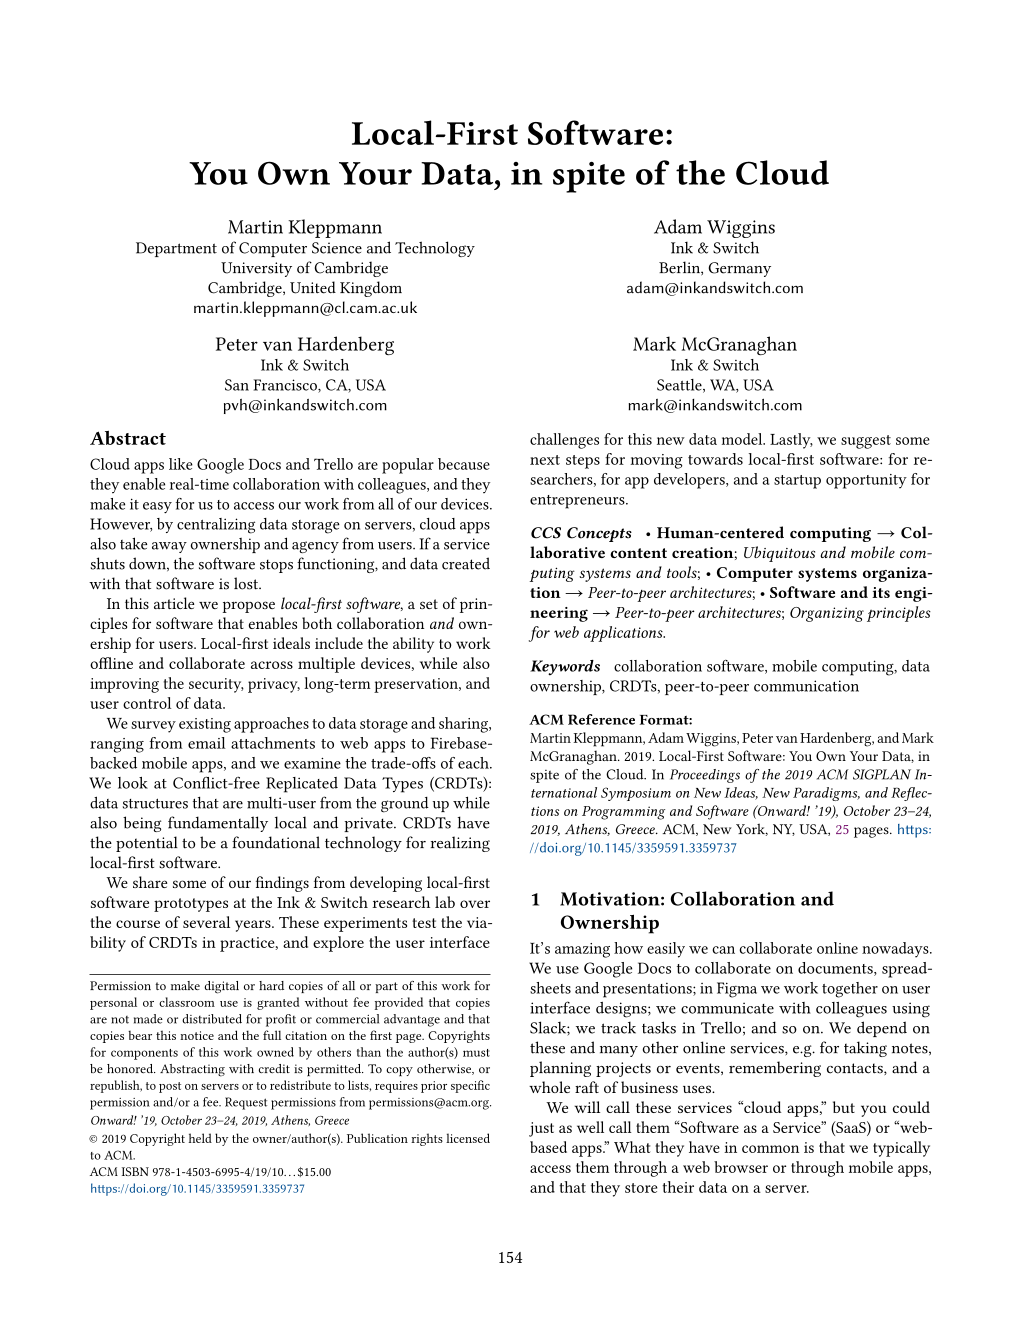 Local-First Software:
You Own Your Data, in spite of the Cloud
Martin Kleppmann
Department of Computer Science and Technology
University of Cambridge
Cambridge, United Kingdom
martin.kleppmann@cl.cam.ac.uk
Adam Wiggins
Ink & Switch
Berlin, Germany
adam@inkandswitch.com
Peter van Hardenberg
Ink & Switch
San Francisco, CA, USA
pvh@inkandswitch.com
Mark McGranaghan
Ink & Switch
Seattle, WA, USA
mark@inkandswitch.com
Abstract
Cloud apps like Google Docs and Trello are popular because
they enable real-time collaboration with colleagues, and they
make it easy for us to access our work from all of our devices.
However, by centralizing data storage on servers, cloud apps
also take away ownership and agency from users. If a service
shuts down, the software stops functioning, and data created
with that software is lost.
In this article we propose local-first software, a set of prin-
ciples for software that enables both collaboration and own-
ership for users. Local-first ideals include the ability to work
offline and collaborate across multiple devices, while also
improving the security, privacy, long-term preservation, and
user control of data.
We survey existing approaches to data storage and sharing,
ranging from email attachments to web apps to Firebase-
backed mobile apps, and we examine the trade-offs of each.
We look at Conflict-free Replicated Data Types (CRDTs):
data structures that are multi-user from the ground up while
also being fundamentally local and private. CRDTs have
the potential to be a foundational technology for realizing
local-first software.
We share some of our findings from developing local-first
software prototypes at the Ink & Switch research lab over
the course of several years. These experiments test the via-
bility of CRDTs in practice, and explore the user interface
Permission to make digital or hard copies of all or part of this work for
personal or classroom use is granted without fee provided that copies
are not made or distributed for profit or commercial advantage and that
copies bear this notice and the full citation on the first page. Copyrights
for components of this work owned by others than the author(s) must
be honored. Abstracting with credit is permitted. To copy otherwise, or
republish, to post on servers or to redistribute to lists, requires prior specific
permission and/or a fee. Request permissions from permissions@acm.org.
Onward! ’19, October 23–24, 2019, Athens, Greece
© 2019 Copyright held by the owner/author(s). Publication rights licensed
to ACM.
ACM ISBN 978-1-4503-6995-4/19/10…$15.00
https://doi.org/10.1145/3359591.3359737
challenges for this new data model. Lastly, we suggest some
next steps for moving towards local-first software: for re-
searchers, for app developers, and a startup opportunity for
entrepreneurs.
CCS Concepts • Human-centered computing → Col-
laborative content creation; Ubiquitous and mobile com-
puting systems and tools; • Computer systems organiza-
tion → Peer-to-peer architectures; • Software and its engi-
neering → Peer-to-peer architectures; Organizing principles
for web applications.
Keywords collaboration software, mobile computing, data
ownership, CRDTs, peer-to-peer communication
ACM Reference Format:
Martin Kleppmann, Adam Wiggins, Peter van Hardenberg, and Mark
McGranaghan. 2019. Local-First Software: You Own Your Data, in
spite of the Cloud. In Proceedings of the 2019 ACM SIGPLAN In-
ternational Symposium on New Ideas, New Paradigms, and Reflec-
tions on Programming and Software (Onward! ’19), October 23–24,
2019, Athens, Greece. ACM, New York, NY, USA, 25 pages. https:
//doi.org/10.1145/3359591.3359737
1 Motivation: Collaboration and
Ownership
It’s amazing how easily we can collaborate online nowadays.
We use Google Docs to collaborate on documents, spread-
sheets and presentations; in Figma we work together on user
interface designs; we communicate with colleagues using
Slack; we track tasks in Trello; and so on. We depend on
these and many other online services, e.g. for taking notes,
planning projects or events, remembering contacts, and a
whole raft of business uses.
We will call these services “cloud apps,” but you could
just as well call them “Software as a Service” (SaaS) or “web-
based apps.” What they have in common is that we typically
access them through a web browser or through mobile apps,
and that they store their data on a server.
154